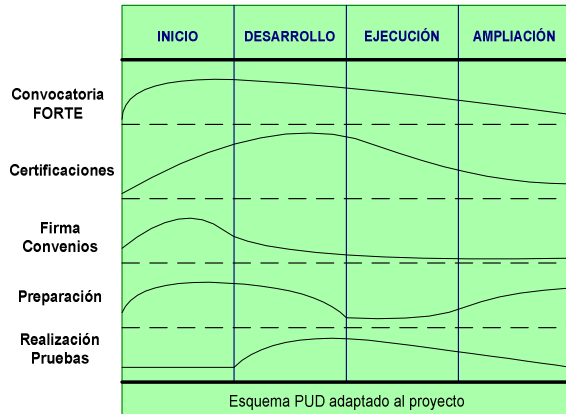 INICIO DESARROLLO EJECUCIÓN AMPLIACIÓN
Convocatoria
FORTE
Certificaciones
Firma
Convenios
Preparación
Realización
Pruebas
Esquema PUD adaptado al proyecto